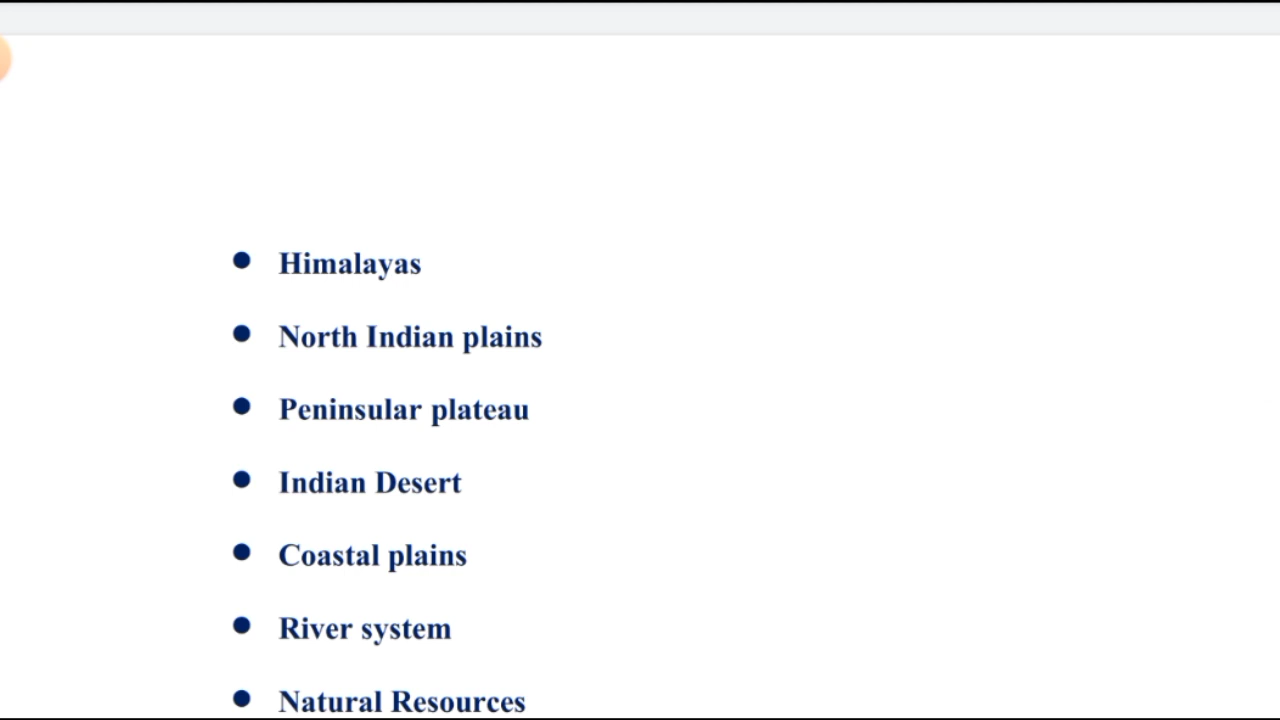 ● Himalayas
● North Indian plains
● Peninsular plateau
● Indian Desert
● Coastal plains
● River system
● Natural Resources